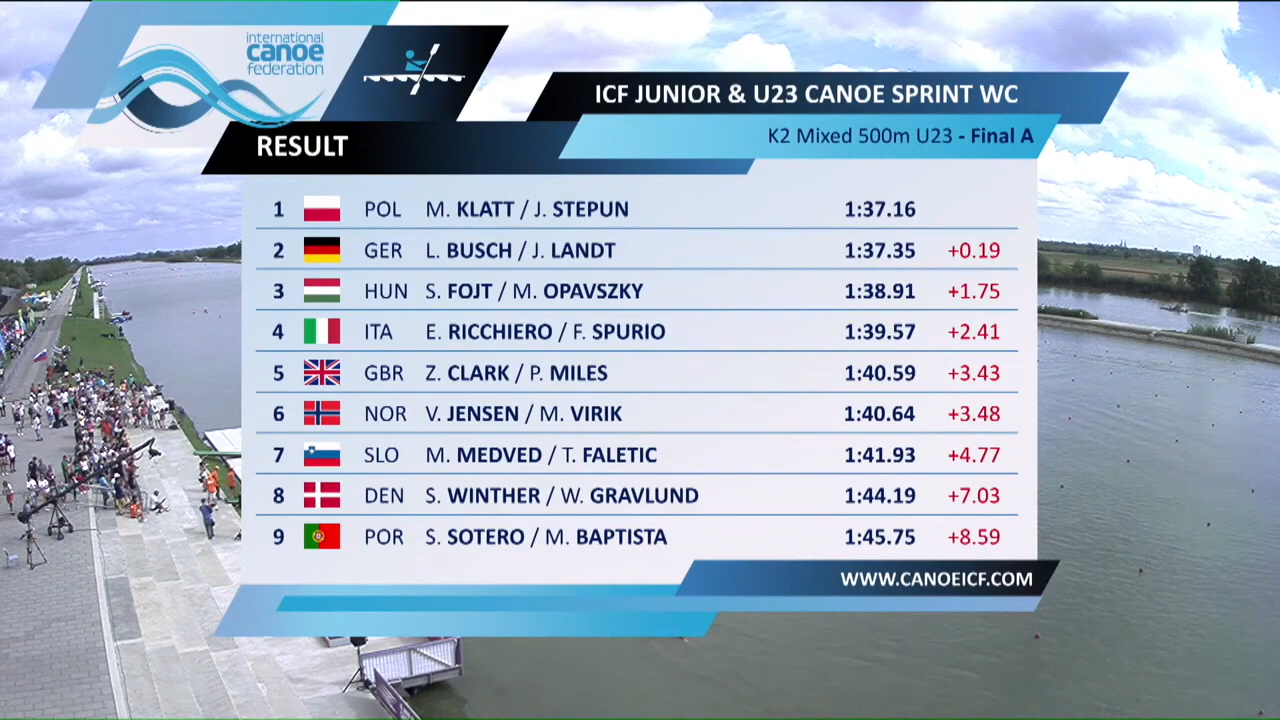 international
canoe
federation
ICF JUNIOR & U23 CANOE SPRINT WC
K2 Mixed 500m U23 - Final A
RESULT
1 POL M. KLATT / J. STEPUN 1:37.16
2 GER L. BUSCH / J. LANDT 1:37.35 +0.19
3 HUN S. FOJT / M. OPAVSZKY 1:38.91 +1.75
4 ITA E. RICCHIERO / F. SPURIO 1:39.57 +2.41
5 GBR Z. CLARK / P. MILES 1:40.59 +3.43
6 NOR V. JENSEN / M. VIRIK 1:40.64 +3.48
7 SLO M. MEDVED / T. FALETIC 1:41.93 +4.77
8 DEN S. WINTHER / W. GRAVLUND 1:44.19 +7.03
9 POR S. SOTERO / M. BAPTISTA 1:45.75 +8.59
WWW.CANOEICF.COM